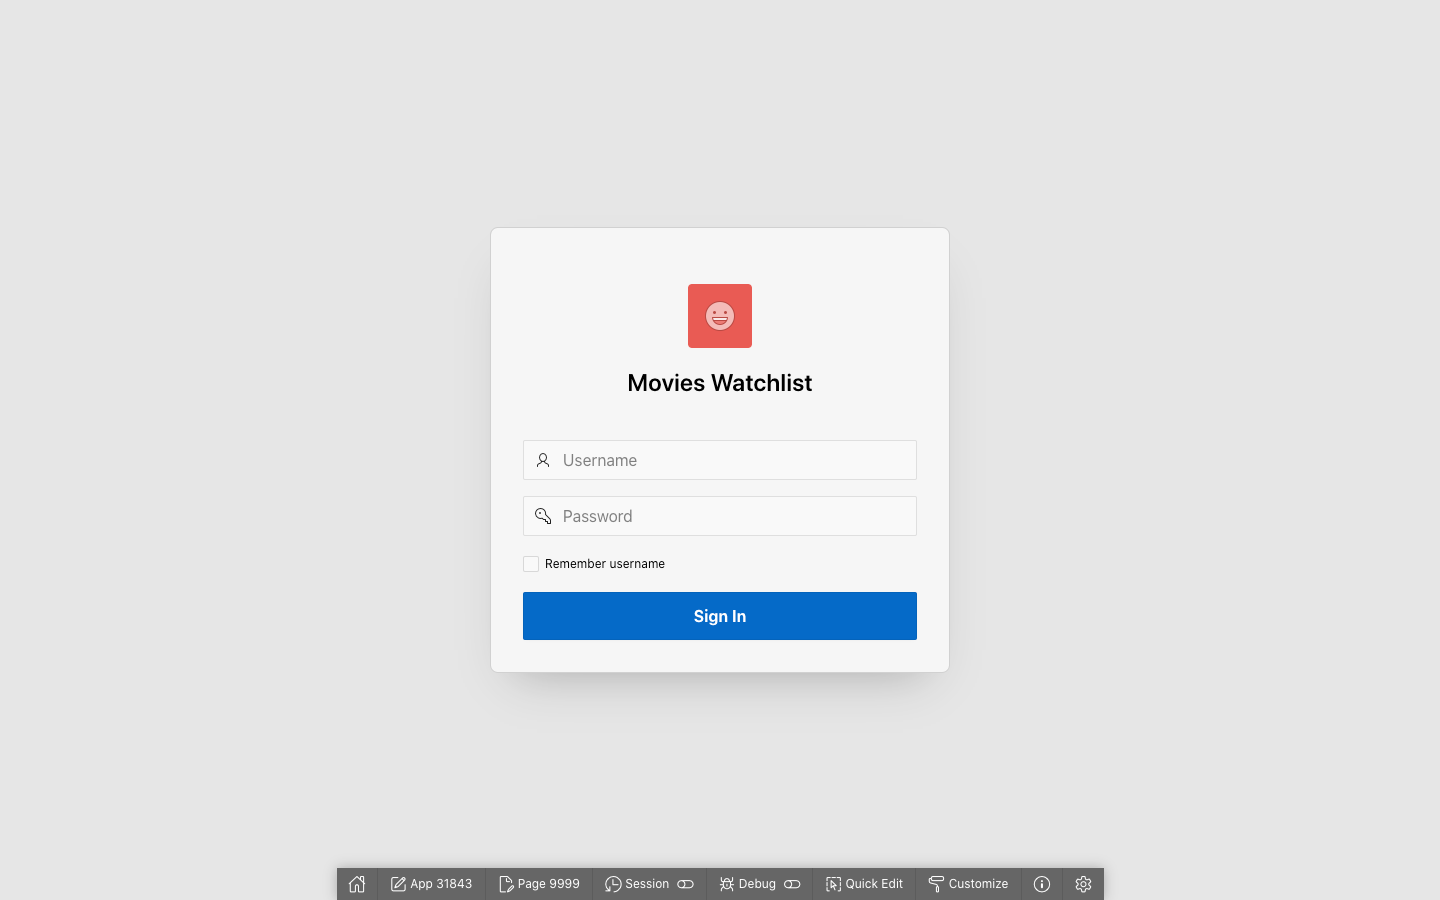 Movies Watchlist
Username
Password
Remember username
Sign In
App 31843 Page 9999 Session Debug Quick Edit Customize